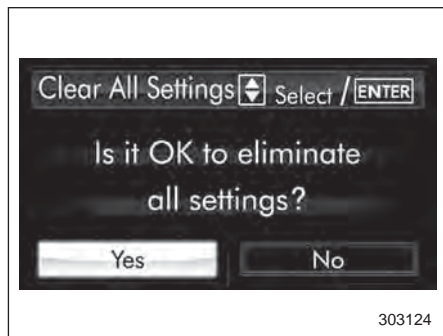 Clear All Settings Select / ENTER
Is it OK to eliminate
all settings?
Yes No
303124